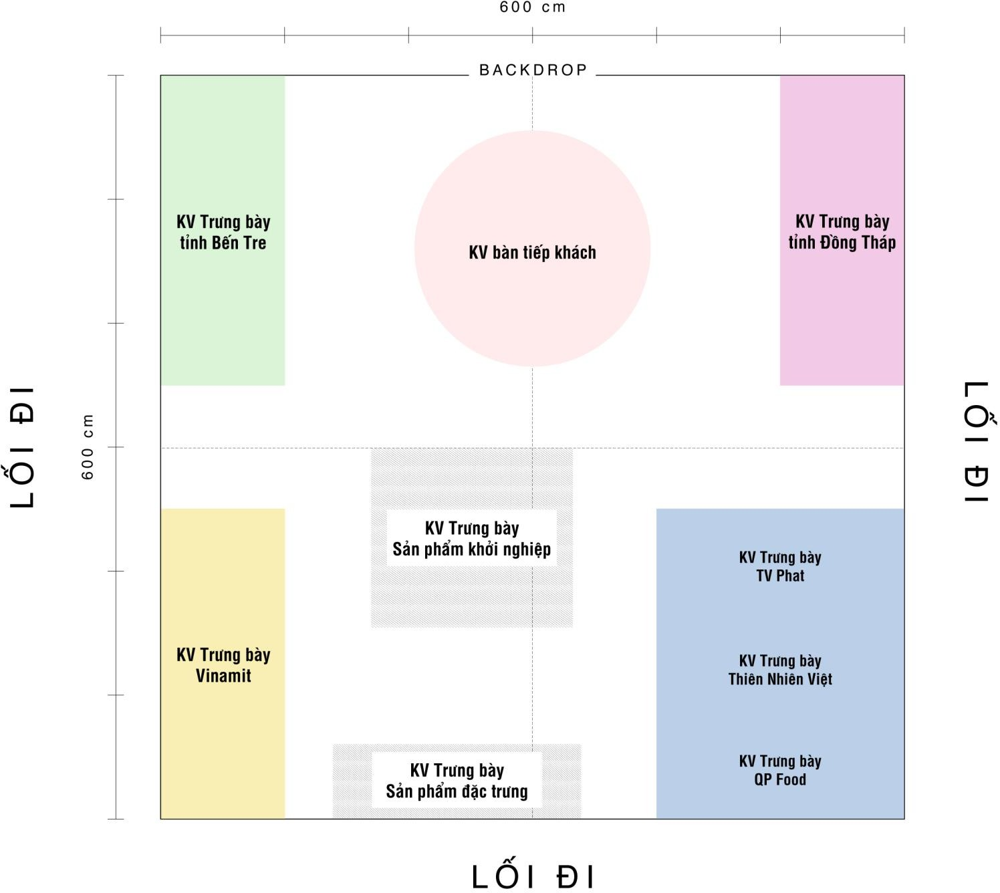 600 cm
BACKDROP
KV Trưng bày
tỉnh Bến Tre
KV bàn tiếp khách
KV Trưng bày
tỉnh Đồng Tháp
LỐI ĐI
600 cm
LỐI ĐI
KV Trưng bày
Sản phẩm khởi nghiệp
KV Trưng bày
TV Phat
KV Trưng bày
Vinamit
KV Trưng bày
Thiên Nhiên Việt
KV Trưng bày
Sản phẩm đặc trưng
KV Trưng bày
QP Food
LỐI ĐI